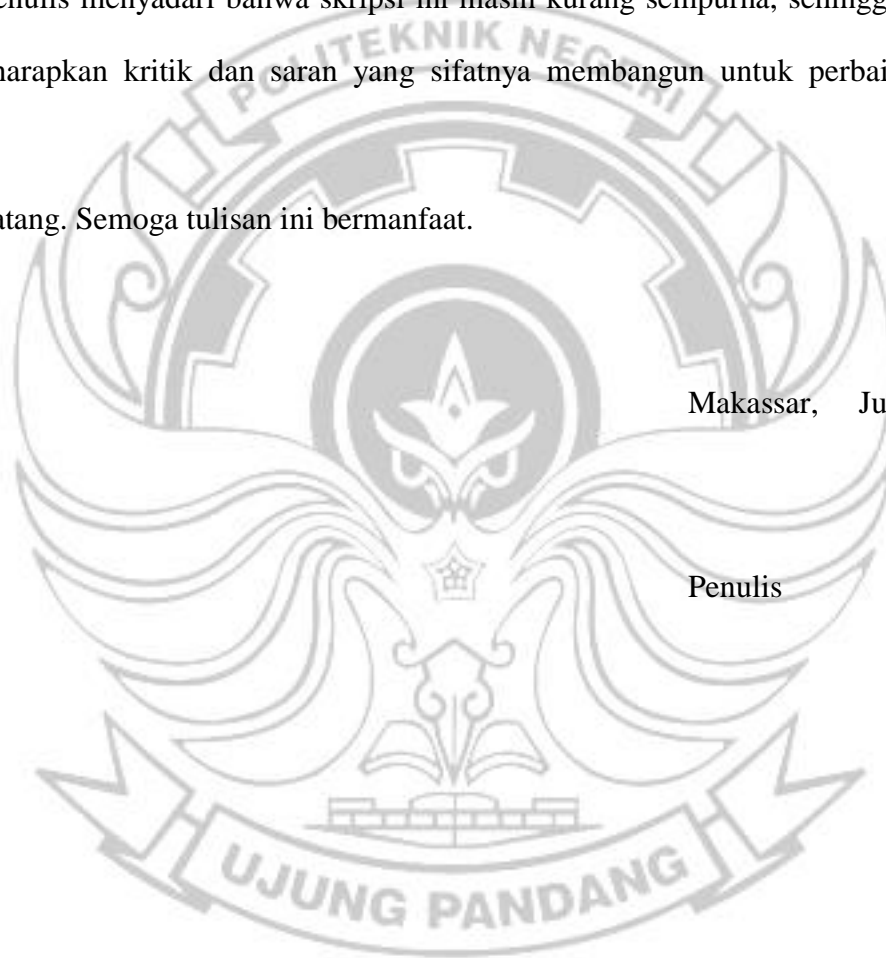 enulis menyadari bahwa skripsi ini masih kurang sempurna, sehingg
harapkan kritik dan saran yang sifatnya membangun untuk perbai
POLITEKNIK NEGERI
atang. Semoga tulisan ini bermanfaat.
Makassar, Ju
Penulis
UJUNG PANDANG